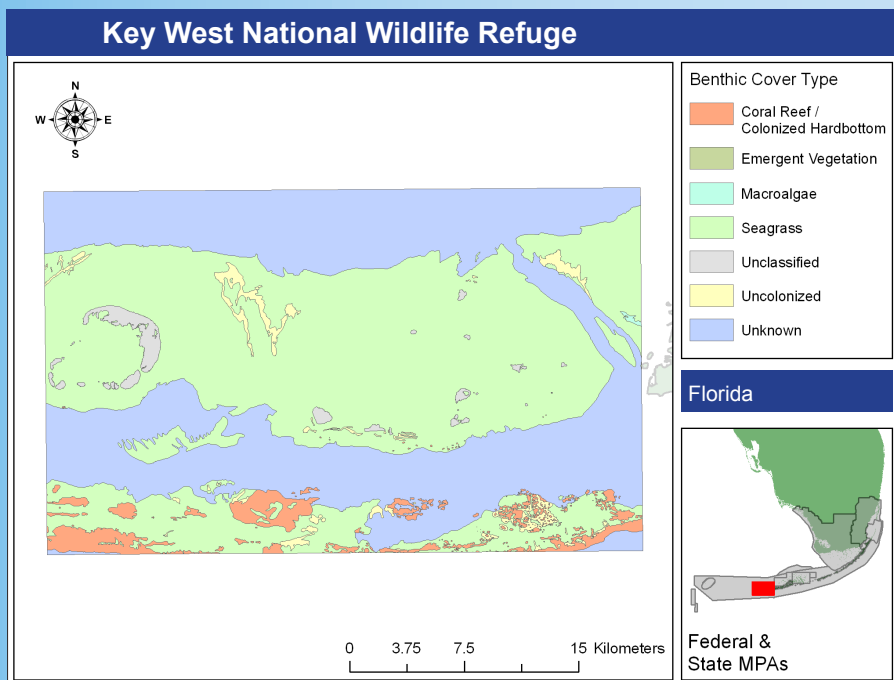 Key West National Wildlife Refuge
N
W E
S
Benthic Cover Type
Coral Reef /
Colonized Hardbottom
Emergent Vegetation
Macroalgae
Seagrass
Unclassified
Uncolonized
Unknown
Florida
Federal &
State MPAs
0 3.75 7.5 15 Kilometers